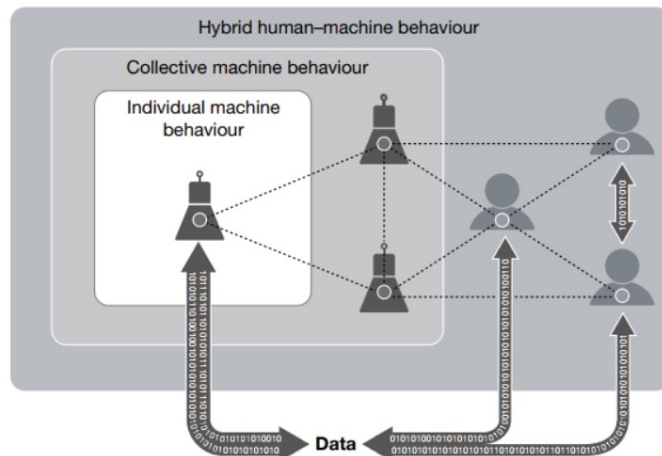 Hybrid human–machine behaviour
Collective machine behaviour
Individual machine
behaviour
Data